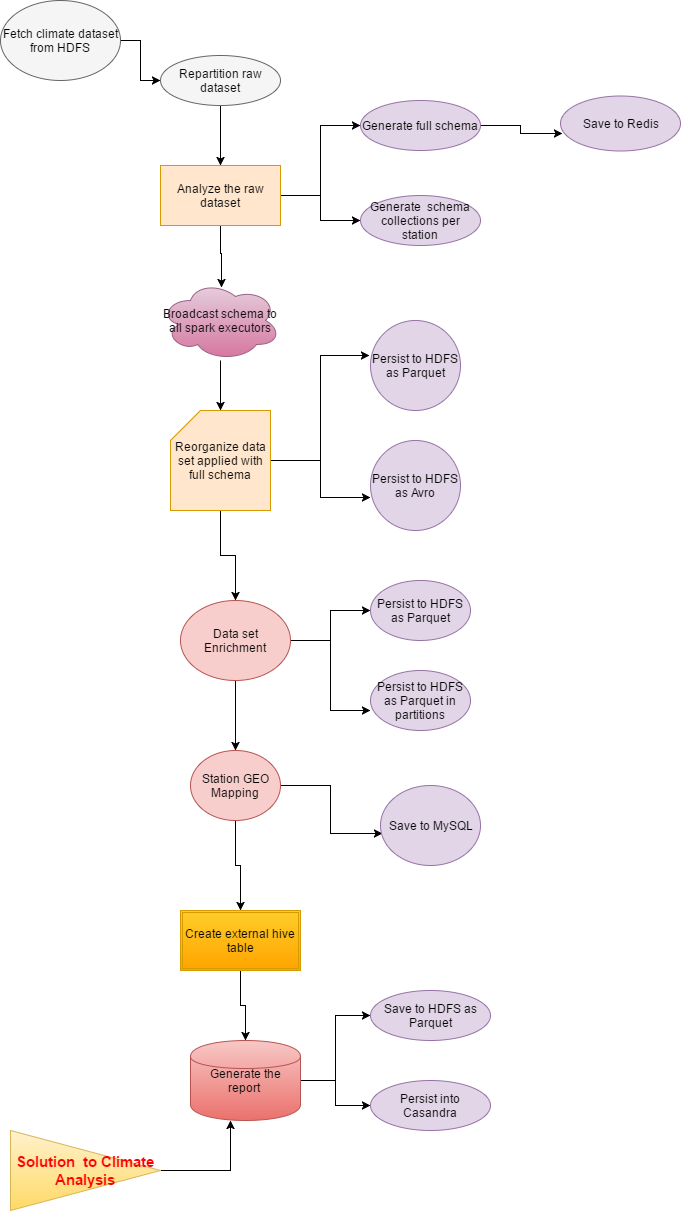 Fetch climate dataset
from HDFS
Repartition raw
dataset
Generate full schema
Save to Redis
Analyze the raw
dataset
Generate  schema
collections per
station
Broadcast schema to
all spark executors
Persist to HDFS
as Parquet
Reorganize data
set applied with
full schema
Persist to HDFS
as Avro
Data set
Enrichment
Persist to HDFS
as Parquet
Persist to HDFS
as Parquet in
partitions
Station GEO
Mapping
Save to MySQL
Create external hive
table
Save to HDFS as
Parquet
Generate the
report
Persist into
Casandra
Solution  to Climate
Analysis